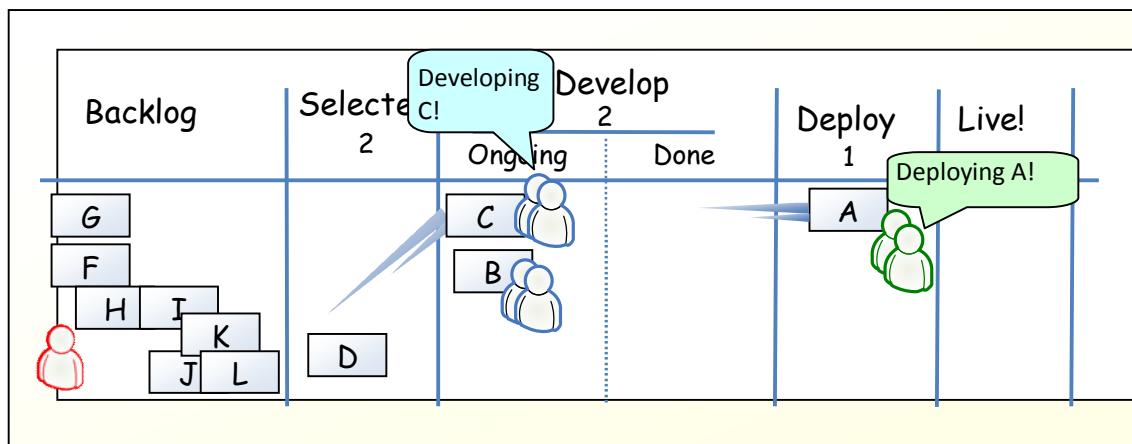 Developing
C!
Backlog
Selecte
2
Develop
2
Ongoing
Done
Deploy
1
Live!
Deploying A!
G
F
H
I
K
J
L
D
C
B
A